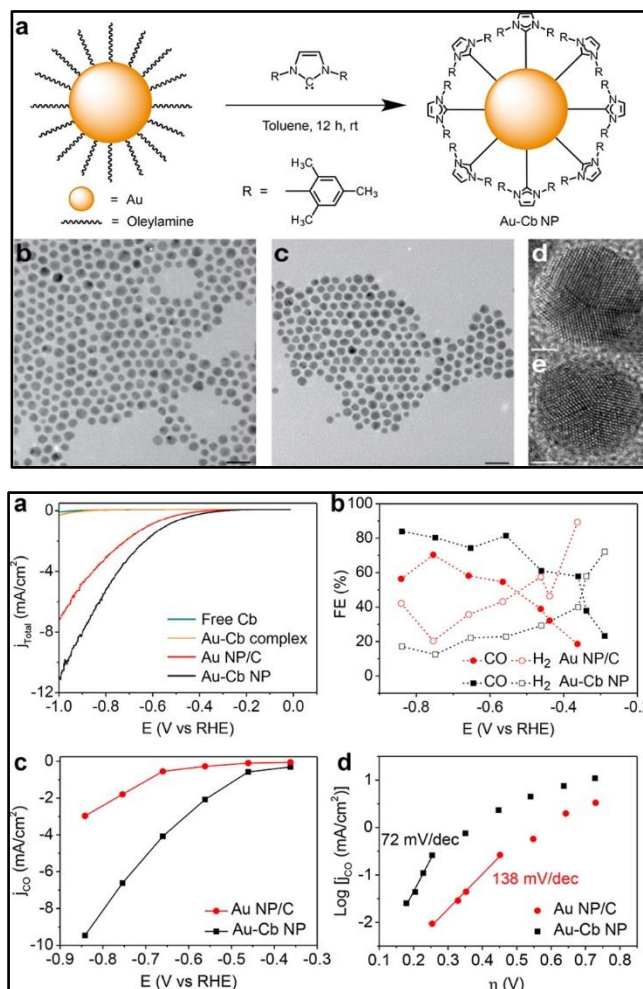 a
R
N
N
R
C
Toluene, 12 h, rt
R =
CH₃
CH₃
H₃C
= Au
= Oleylamine
Au-Cb NP
b
c
d
e
a
j_Total (mA/cm²)
0
-4
-8
-12
Free Cb
Au-Cb complex
Au NP/C
Au-Cb NP
-1.0 -0.8 -0.6 -0.4 -0.2 0.0
E (V vs RHE)
b
FE (%)
100
80
60
40
20
0
CO H₂ Au NP/C
CO H₂ Au-Cb NP
-0.8 -0.6 -0.4 -0.2
E (V vs RHE)
c
j_CO (mA/cm²)
0
-2
-4
-6
-8
-10
Au NP/C
Au-Cb NP
-0.9 -0.8 -0.7 -0.6 -0.5 -0.4 -0.3
E (V vs RHE)
d
Log [j_CO (mA/cm²)]
1
0
-1
-2
72 mV/dec
138 mV/dec
Au NP/C
Au-Cb NP
0.1 0.2 0.3 0.4 0.5 0.6 0.7 0.8
η (V)